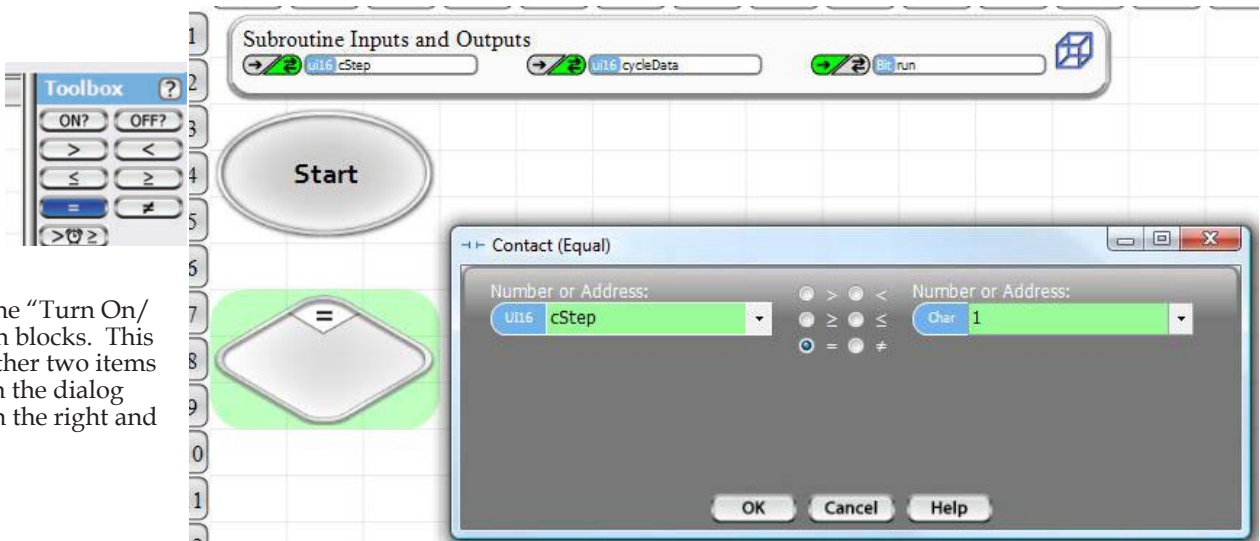 Subroutine Inputs and Outputs
ui16 cStep
ui16 cycleData
Bit run
Toolbox ?
ON? OFF?
> <
≤ ≥
= ≠
> ≥
1
2
3
4
5
6
7
8
9
0
1
Start
=
Contact (Equal)
Number or Address:
UI16 cStep
> <
≥ ≤
= ≠
Number or Address:
Char 1
OK Cancel Help
ne "Turn On/
n blocks. This
ther two items
n the dialog
n the right and